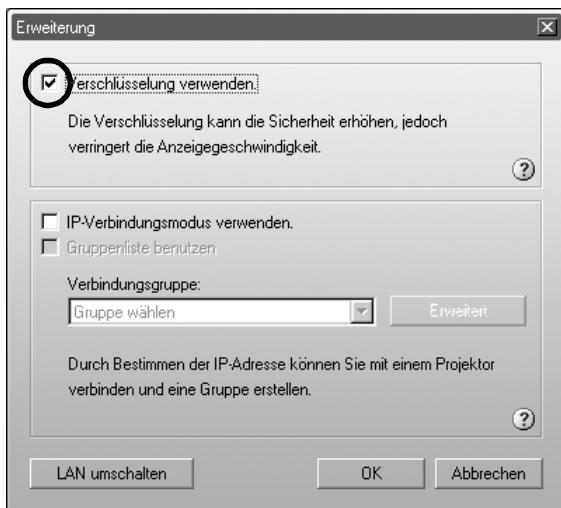 Erweiterung
Verschlüsselung verwenden.
Die Verschlüsselung kann die Sicherheit erhöhen, jedoch
verringert die Anzeigegeschwindigkeit.
?
IP-Verbindungsmodus verwenden.
Gruppenliste benutzen
Verbindungsgruppe:
Gruppe wählen
Erweitert
Durch Bestimmen der IP-Adresse können Sie mit einem Projektor
verbinden und eine Gruppe erstellen.
?
LAN umschalten OK Abbrechen